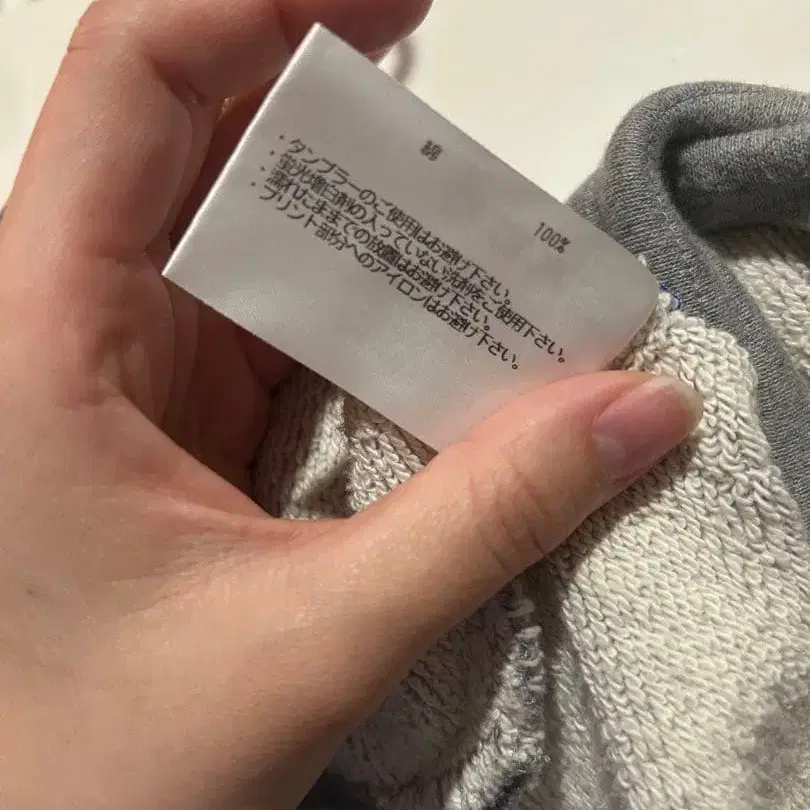 綿 100%
・タンブラーのご使用はお避け下さい。
・蛍光増白剤の入っていない洗剤をご使用下さい。
・濡れたままでの放置はお避け下さい。
・プリント部分へのアイロンはお避け下さい。